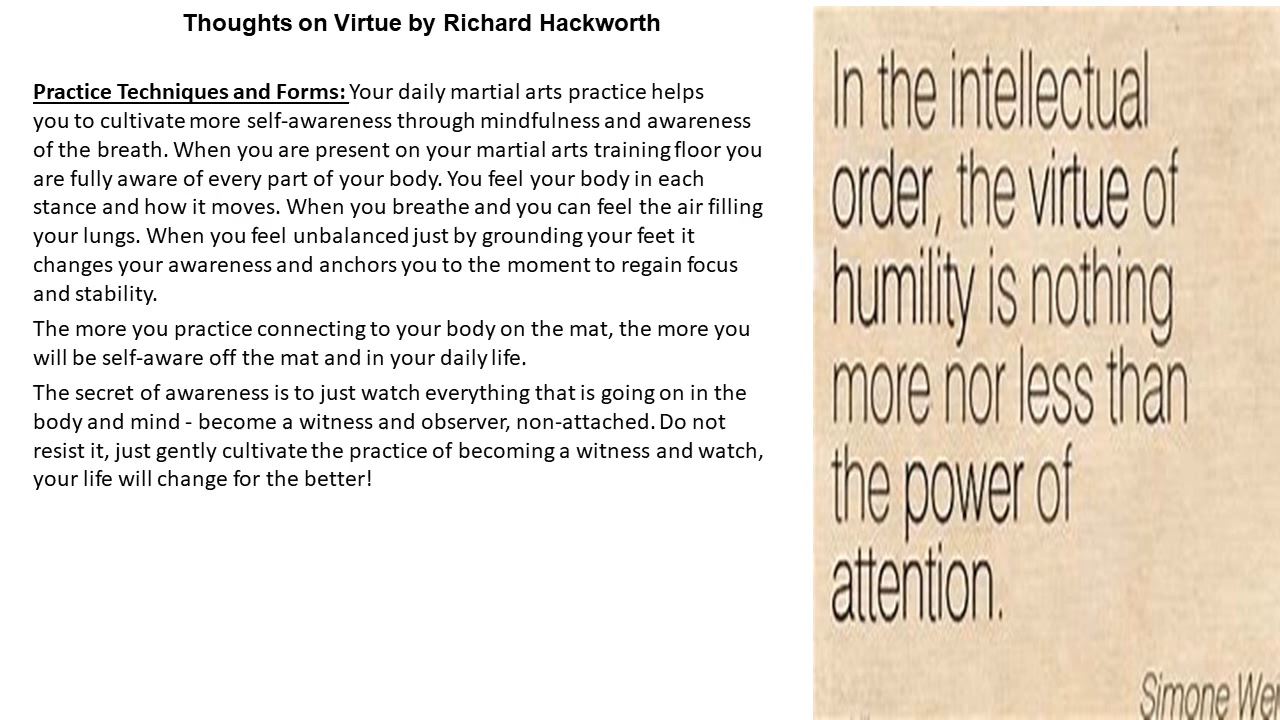 Thoughts on Virtue by Richard Hackworth
Practice Techniques and Forms: Your daily martial arts practice helps
you to cultivate more self-awareness through mindfulness and awareness
of the breath. When you are present on your martial arts training floor you
are fully aware of every part of your body. You feel your body in each
stance and how it moves. When you breathe and you can feel the air filling
your lungs. When you feel unbalanced just by grounding your feet it
changes your awareness and anchors you to the moment to regain focus
and stability.
The more you practice connecting to your body on the mat, the more you
will be self-aware off the mat and in your daily life.
The secret of awareness is to just watch everything that is going on in the
body and mind - become a witness and observer, non-attached. Do not
resist it, just gently cultivate the practice of becoming a witness and watch,
your life will change for the better!
In the intellectual
order, the virtue of
humility is nothing
more nor less than
the power of
attention.
Simone